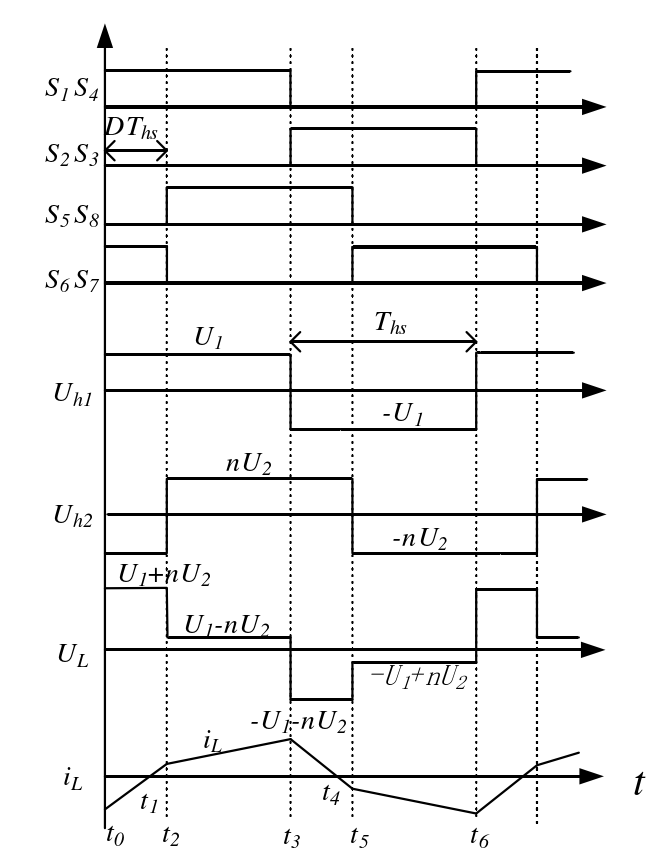 S1 S4
DThs
S2 S3
S5 S8
S6 S7
U1
Ths
Uh1
-U1
nU2
Uh2
-nU2
U1+nU2
U1-nU2
UL
−U1+nU2
-U1-nU2
iL
iL
t
t1
t4
t0
t2
t3
t5
t6